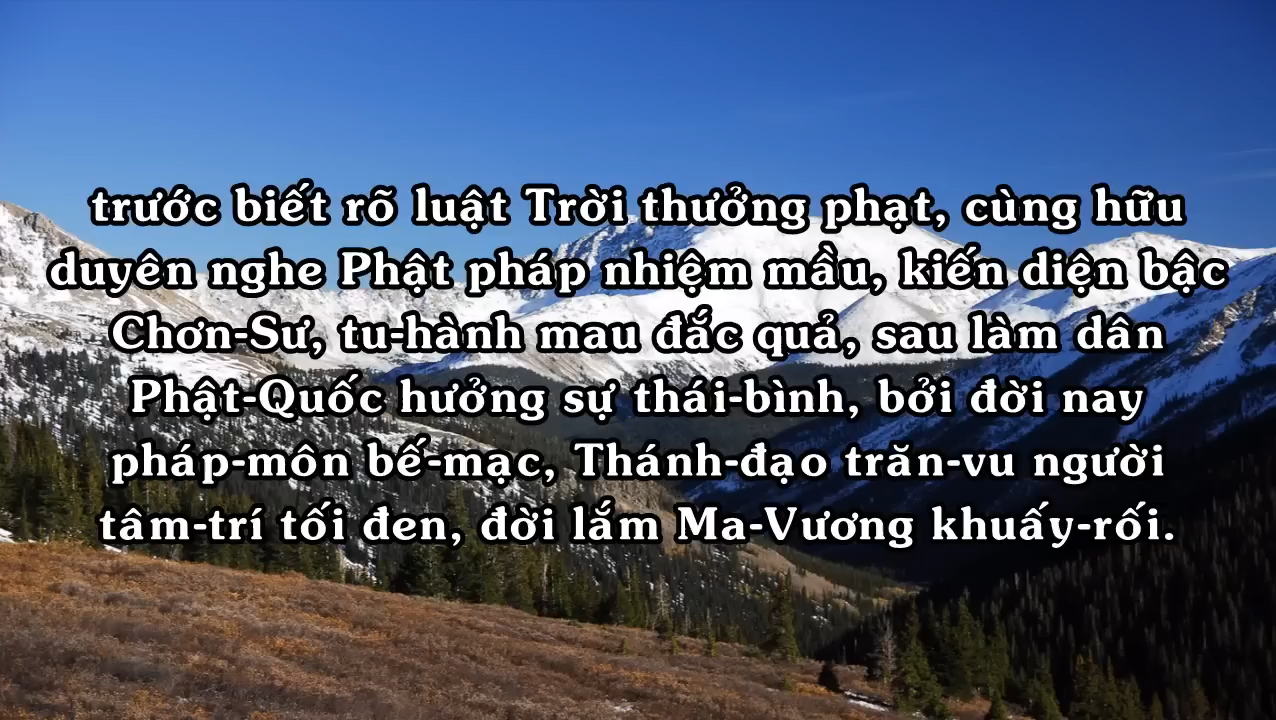 trước biết rõ luật Trời thưởng phạt, cùng hữu
duyên nghe Phật pháp nhiệm mầu, kiến diện bậc
Chơn-Sư, tu-hành mau đắc quả, sau làm dân
Phật-Quốc hưởng sự thái-bình, bởi đời nay
pháp-môn bế-mạc, Thánh-đạo trăn-vu người
tâm-trí tối đen, đời lắm Ma-Vương khuấy-rối.